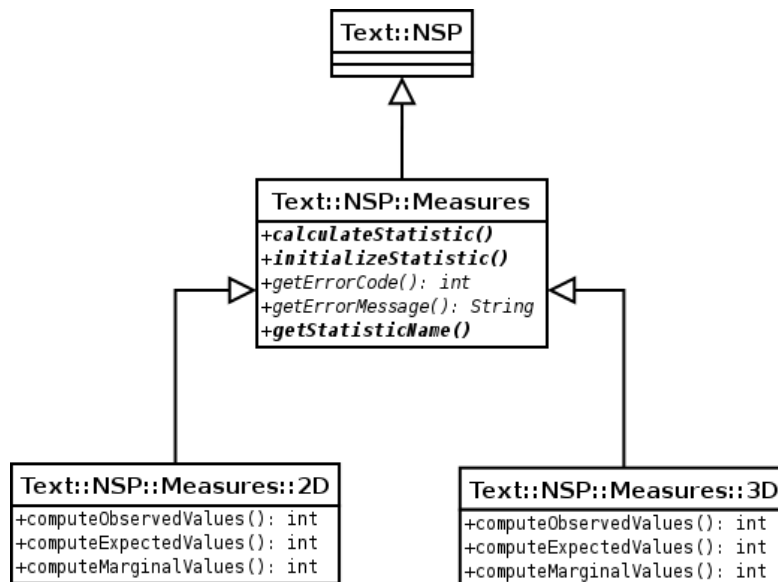 Text::NSP
Text::NSP::Measures
+calculateStatistic()
+initializeStatistic()
+getErrorCode(): int
+getErrorMessage(): String
+getStatisticName()
Text::NSP::Measures::2D
+computeObservedValues(): int
+computeExpectedValues(): int
+computeMarginalValues(): int
Text::NSP::Measures::3D
+computeObservedValues(): int
+computeExpectedValues(): int
+computeMarginalValues(): int